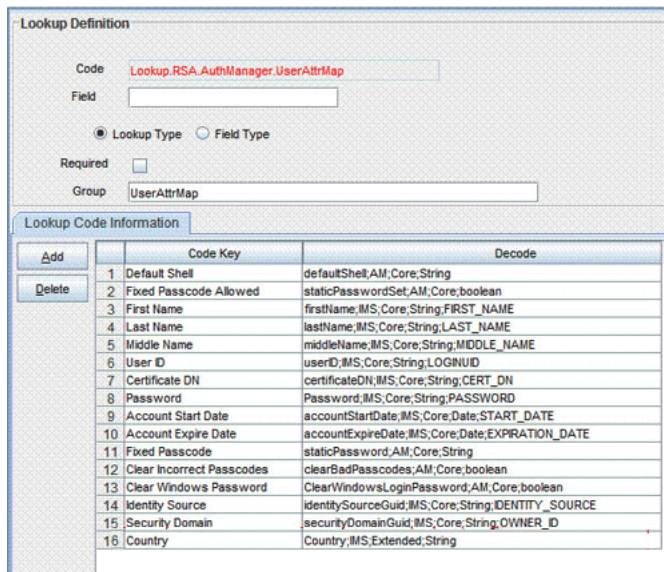 Lookup Definition
Code Lookup.RSA.AuthManager.UserAttrMap
Field
Lookup Type Field Type
Required
Group UserAttrMap
Lookup Code Information
Add
Delete
Code Key Decode
1 Default Shell defaultShell;AM;Core;String
2 Fixed Passcode Allowed staticPasswordSet;AM;Core;boolean
3 First Name firstName;IMS;Core;String;FIRST_NAME
4 Last Name lastName;IMS;Core;String;LAST_NAME
5 Middle Name middleName;IMS;Core;String;MIDDLE_NAME
6 User ID userID;IMS;Core;String;LOGINUID
7 Certificate DN certificateDN;IMS;Core;String;CERT_DN
8 Password Password;IMS;Core;String;PASSWORD
9 Account Start Date accountStartDate;IMS;Core;Date;START_DATE
10 Account Expire Date accountExpireDate;IMS;Core;Date;EXPIRATION_DATE
11 Fixed Passcode staticPassword;AM;Core;String
12 Clear Incorrect Passcodes clearBadPasscodes;AM;Core;boolean
13 Clear Windows Password ClearWindowsLoginPassword;AM;Core;boolean
14 Identity Source identitySourceGuid;IMS;Core;String;IDENTITY_SOURCE
15 Security Domain securityDomainGuid;IMS;Core;String;OWNER_ID
16 Country Country;IMS;Extended;String